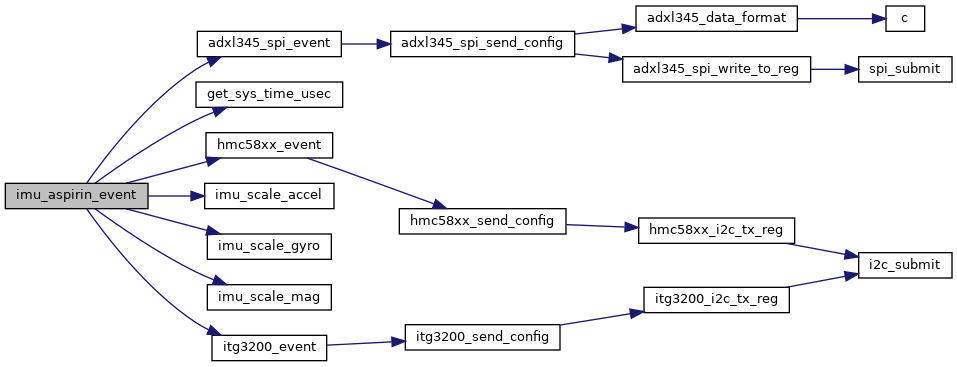 adxl345_data_format
c
adxl345_spi_event
adxl345_spi_send_config
adxl345_spi_write_to_reg
spi_submit
get_sys_time_usec
hmc58xx_event
imu_aspirin_event
imu_scale_accel
hmc58xx_send_config
hmc58xx_i2c_tx_reg
imu_scale_gyro
i2c_submit
imu_scale_mag
itg3200_i2c_tx_reg
itg3200_event
itg3200_send_config